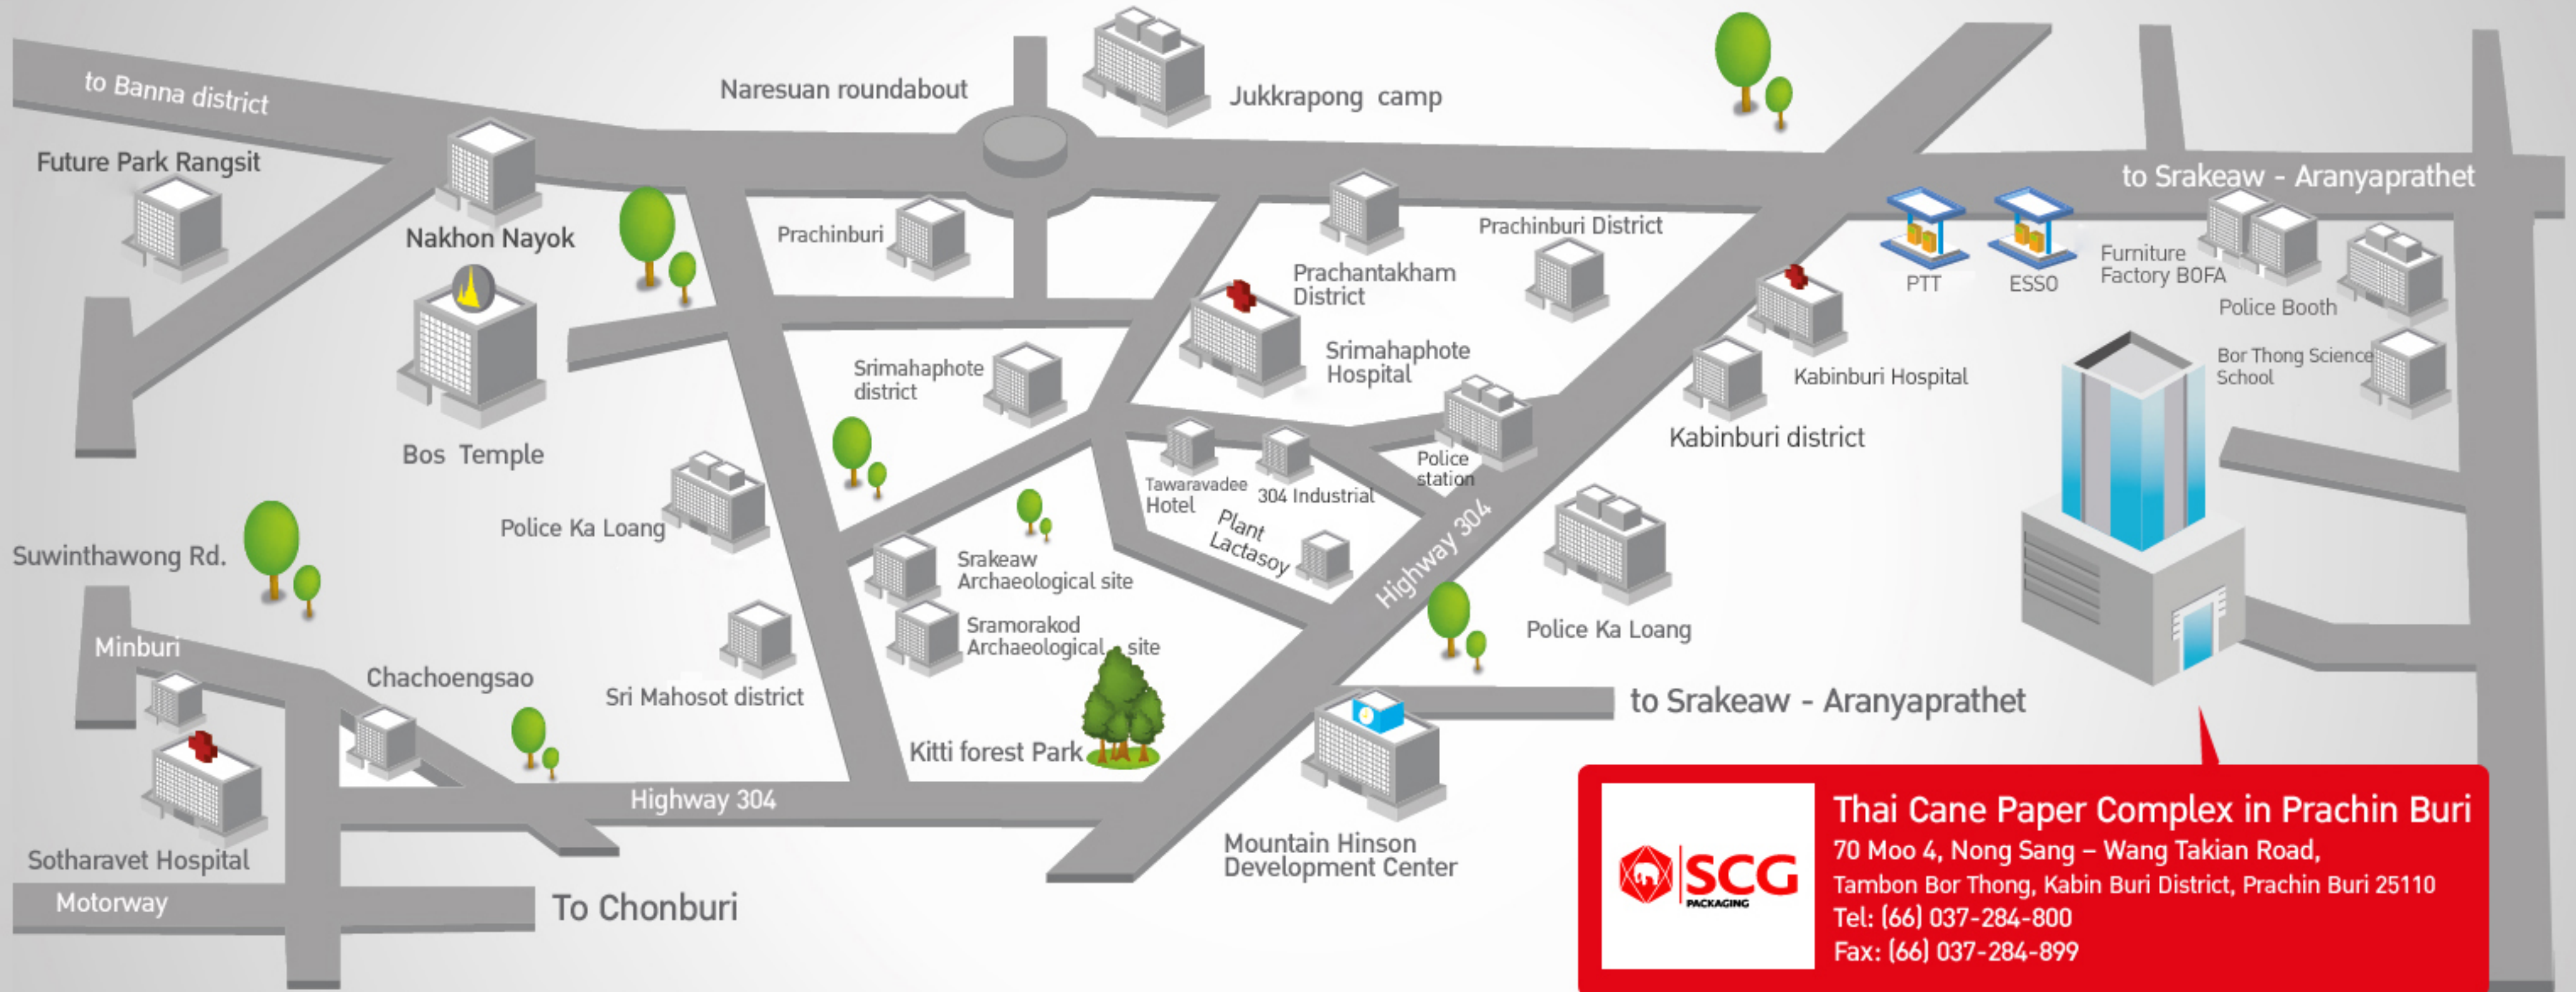 to Banna district
Naresuan roundabout
Jukkrapong camp
Future Park Rangsit
to Srakeaw - Aranyaprathet
Nakhon Nayok
Prachinburi
Prachinburi District
Prachantakham
District
PTT
ESSO
Furniture
Factory BOFA
Police Booth
Srimahaphote
district
Srimahaphote
Hospital
Kabinburi Hospital
Bor Thong Science
School
Bos Temple
Kabinburi district
Police
station
Tawaravadee
Hotel
304 Industrial
Police Ka Loang
Plant
Lactasoy
Highway 304
Suwinthawong Rd.
Srakeaw
Archaeological site
Sramorakod
Archaeological site
Police Ka Loang
Minburi
Chachoengsao
Sri Mahosot district
to Srakeaw - Aranyaprathet
Kitti forest Park
Highway 304
Mountain Hinson
Development Center
Sotharavet Hospital
Motorway
To Chonburi
SCG
PACKAGING
Thai Cane Paper Complex in Prachin Buri
70 Moo 4, Nong Sang – Wang Takian Road,
Tambon Bor Thong, Kabin Buri District, Prachin Buri 25110
Tel: (66) 037-284-800
Fax: (66) 037-284-899